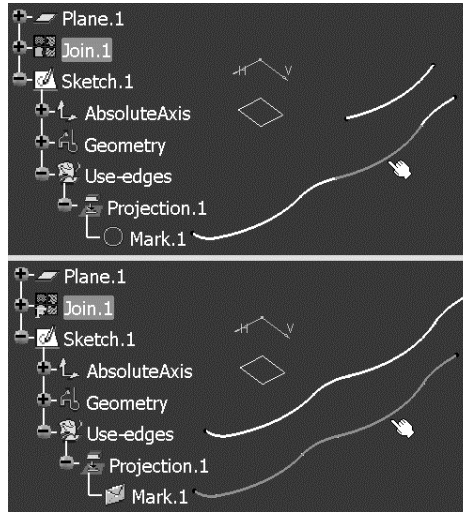 Plane.1
Join.1
Sketch.1
H V
AbsoluteAxis
Geometry
Use-edges
Projection.1
Mark.1
Plane.1
Join.1
Sketch.1
H V
AbsoluteAxis
Geometry
Use-edges
Projection.1
Mark.1